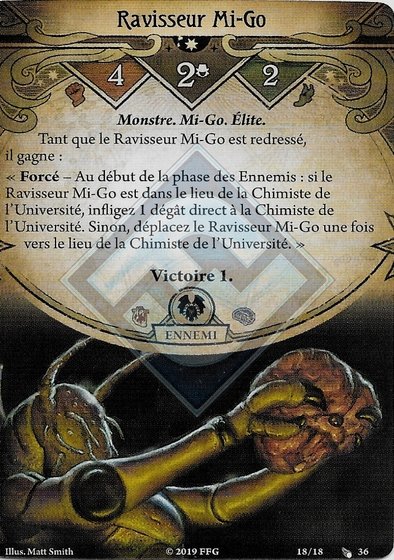 Ravisseur Mi-Go
4
2
2
Monstre. Mi-Go. Élite.
Tant que le Ravisseur Mi-Go est redressé,
il gagne :
« Forcé – Au début de la phase des Ennemis : si le
Ravisseur Mi-Go est dans le lieu de la Chimiste de
l'Université, infligez 1 dégât direct à la Chimiste de
l'Université. Sinon, déplacez le Ravisseur Mi-Go une fois
vers le lieu de la Chimiste de l'Université. »
Victoire 1.
ENNEMI
Illus. Matt Smith
© 2019 FFG
18/18
36